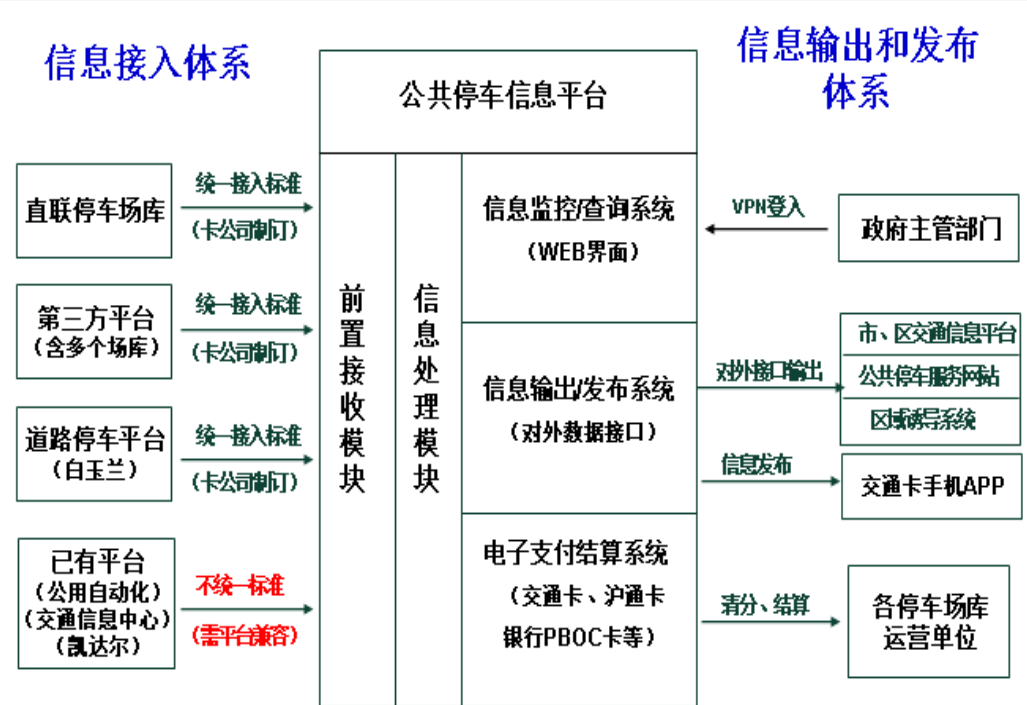 信息接入体系
信息输出和发布
体系
公共停车信息平台
直联停车场库
统一接入标准
(卡公司制订)
第三方平台
(含多个场库)
统一接入标准
(卡公司制订)
道路停车平台
(白玉兰)
统一接入标准
(卡公司制订)
已有平台
(公用自动化)
(交通信息中心)
(凯达尔)
不统一标准
(需平台兼容)
前置接收模块
信息处理模块
信息监控/查询系统
(WEB界面)
信息输出/发布系统
(对外数据接口)
电子支付结算系统
(交通卡、沪通卡
银行PBOC卡等)
VPN登入
政府主管部门
对外接口输出
市、区交通信息平台
公共停车服务网站
区域诱导系统
信息发布
交通卡手机APP
清分、结算
各停车场库
运营单位